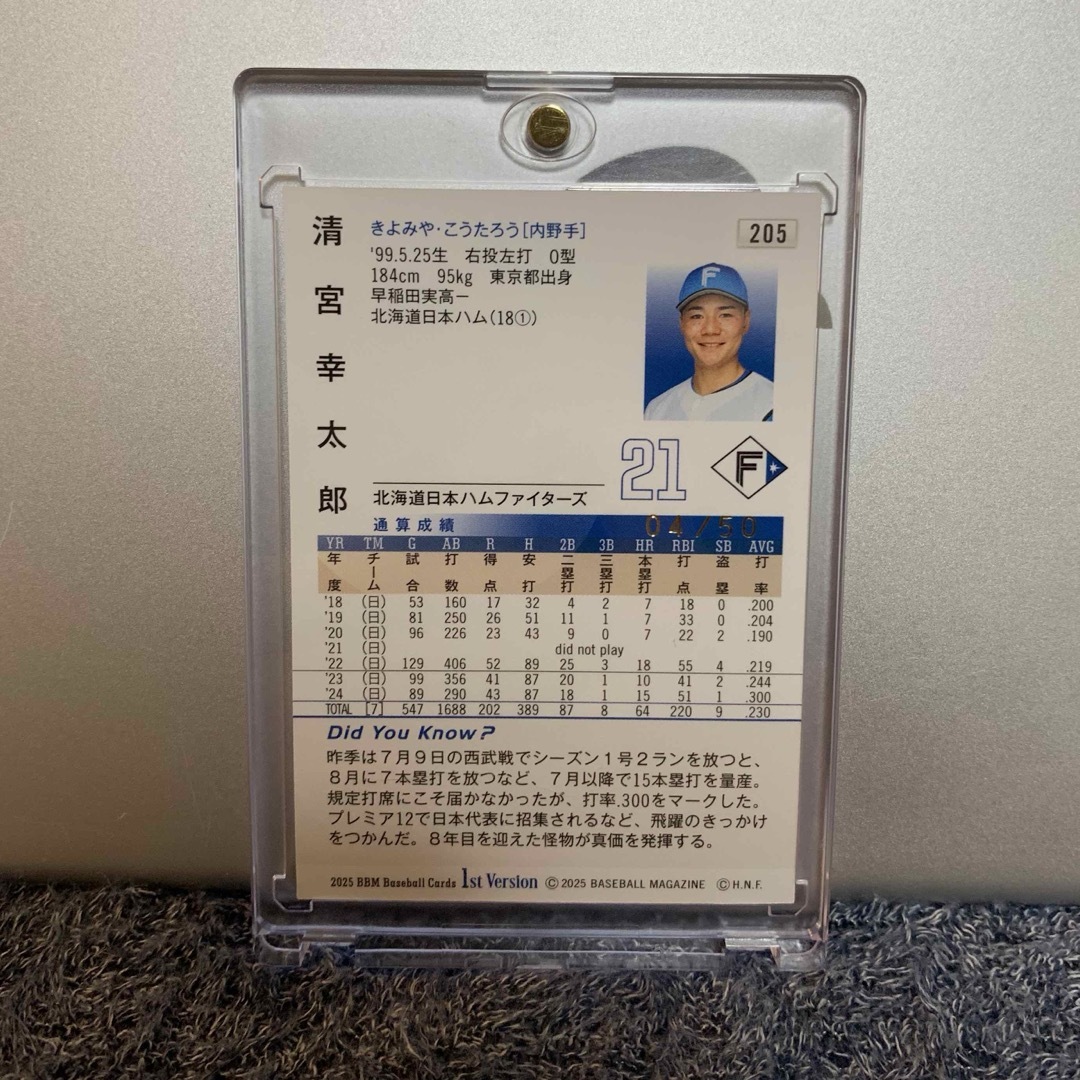 清宮幸太郎
きよみや・こうたろう[内野手]
205
'99.5.25生 右投左打 O型
184cm 95kg 東京都出身
早稲田実高ー
北海道日本ハム(18①)
F
21
F
北海道日本ハムファイターズ
通算成績
04/50
YR TM G AB R H 2B 3B HR RBI SB AVG
年度 チーム 試合 打数 得点 安打 二塁打 三塁打 本塁打 打点 盗塁 打率
'18 (日) 53 160 17 32 4 2 7 18 0 .200
'19 (日) 81 250 26 51 11 1 7 33 0 .204
'20 (日) 96 226 23 43 9 0 7 22 2 .190
'21 (日) did not play
'22 (日) 129 406 52 89 25 3 18 55 4 .219
'23 (日) 99 356 41 87 20 1 10 41 2 .244
'24 (日) 89 290 43 87 18 1 15 51 1 .300
TOTAL [7] 547 1688 202 389 87 8 64 220 9 .230
Did You Know?
昨季は7月9日の西武戦でシーズン1号2ランを放つと、
8月に7本塁打を放つなど、7月以降で15本塁打を量産。
規定打席にこそ届かなかったが、打率.300をマークした。
プレミア12で日本代表に招集されるなど、飛躍のきっかけ
をつかんだ。8年目を迎えた怪物が真価を発揮する。
2025 BBM Baseball Cards 1st Version © 2025 BASEBALL MAGAZINE © H.N.F.